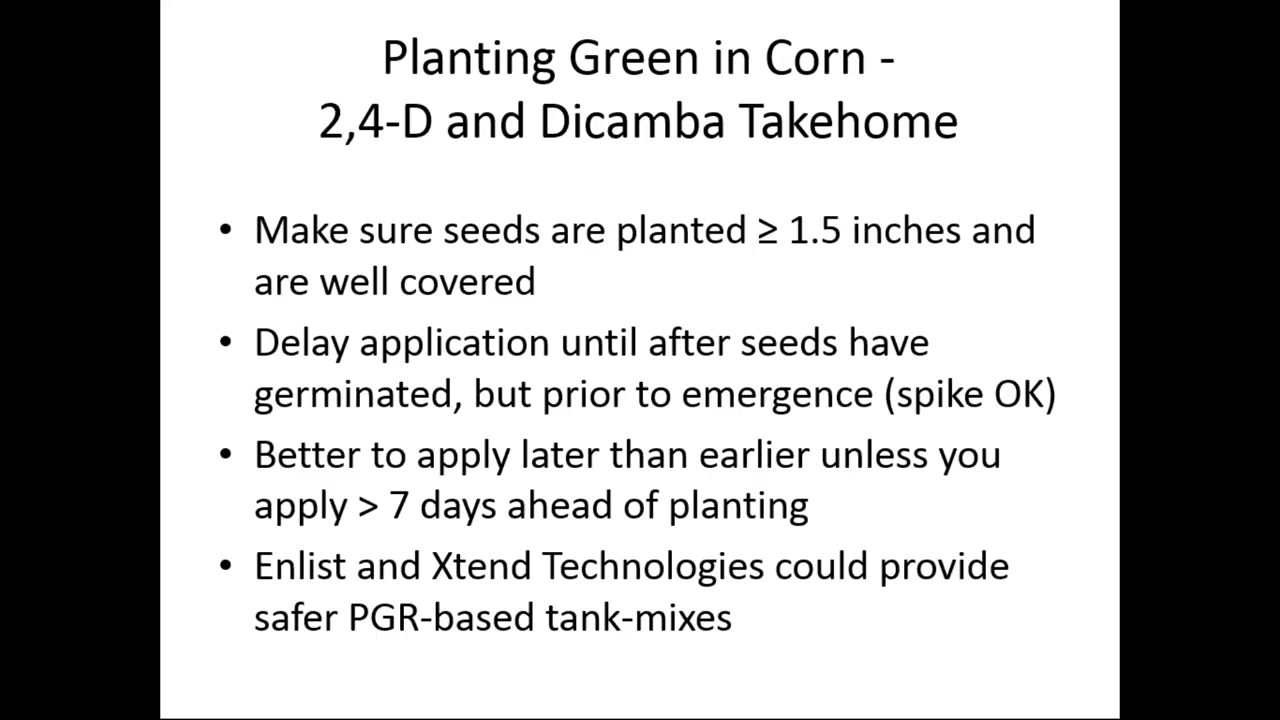 Planting Green in Corn -
2,4-D and Dicamba Takehome
• Make sure seeds are planted ≥ 1.5 inches and
are well covered
• Delay application until after seeds have
germinated, but prior to emergence (spike OK)
• Better to apply later than earlier unless you
apply > 7 days ahead of planting
• Enlist and Xtend Technologies could provide
safer PGR-based tank-mixes